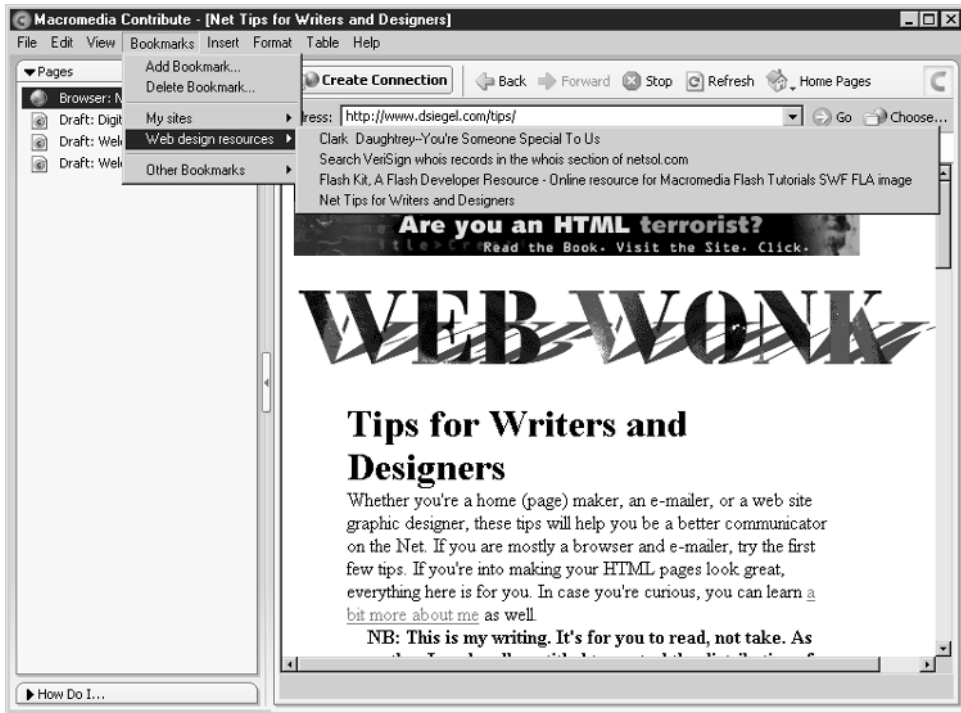 Macromedia Contribute - [Net Tips for Writers and Designers]
File Edit View Bookmarks Insert Format Table Help
Pages
Browser: N
Draft: Digit
Draft: Wel
Draft: Wel
Add Bookmark...
Delete Bookmark...
My sites
Web design resources
Other Bookmarks
Create Connection Back Forward Stop Refresh Home Pages
ress: http://www.dsiegel.com/tips/ Go Choose...
Clark Daughtrey--You're Someone Special To Us
Search VeriSign whois records in the whois section of netsol.com
Flash Kit, A Flash Developer Resource - Online resource for Macromedia Flash Tutorials SWF FLA image
Net Tips for Writers and Designers
Are you an HTML terrorist?
Read the Book. Visit the Site. Click.
WEB WONK
Tips for Writers and
Designers
Whether you're a home (page) maker, an e-mailer, or a web site
graphic designer, these tips will help you be a better communicator
on the Net. If you are mostly a browser and e-mailer, try the first
few tips. If you're into making your HTML pages look great,
everything here is for you. In case you're curious, you can learn a
bit more about me as well.
NB: This is my writing. It's for you to read, not take. As
How Do I...